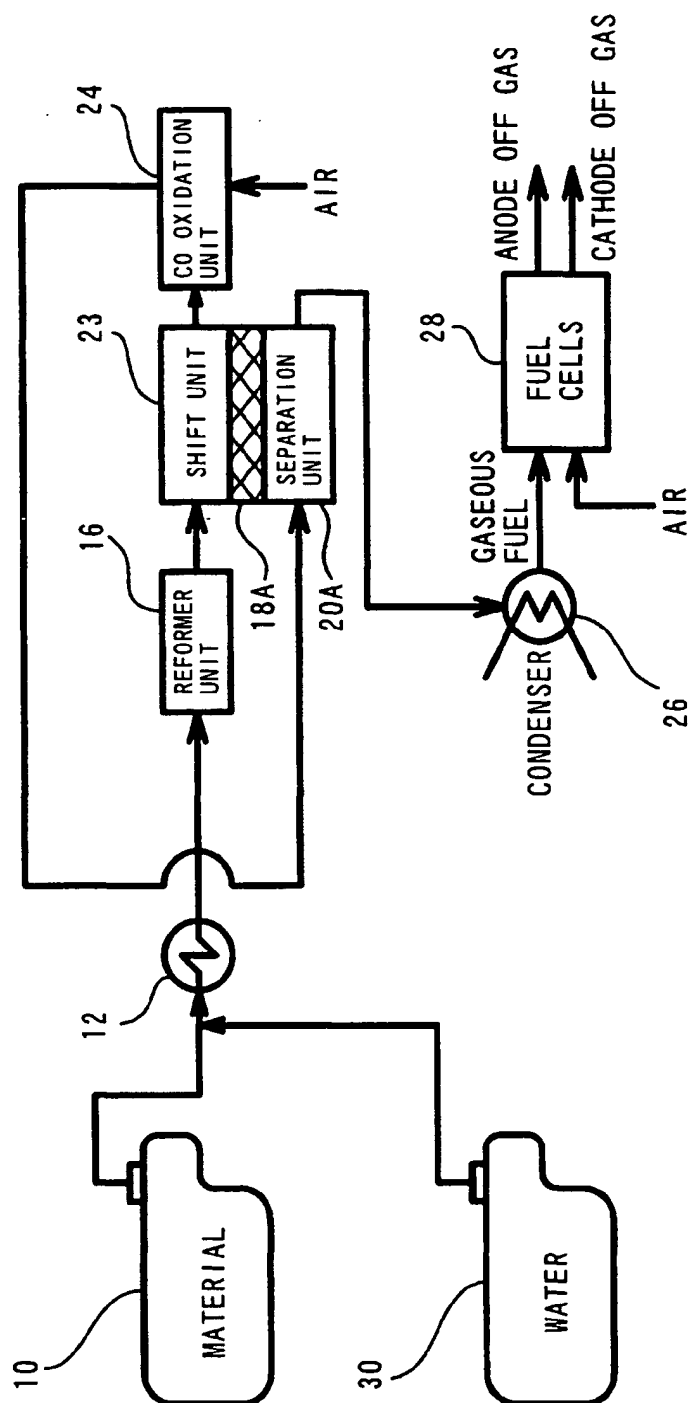 10
MATERIAL
30
WATER
12
16
REFORMER
UNIT
23
SHIFT UNIT
18A
SEPARATION
UNIT
20A
24
CO OXIDATION
UNIT
AIR
CONDENSER
26
GASEOUS
FUEL
28
FUEL
CELLS
AIR
ANODE OFF GAS
CATHODE OFF GAS